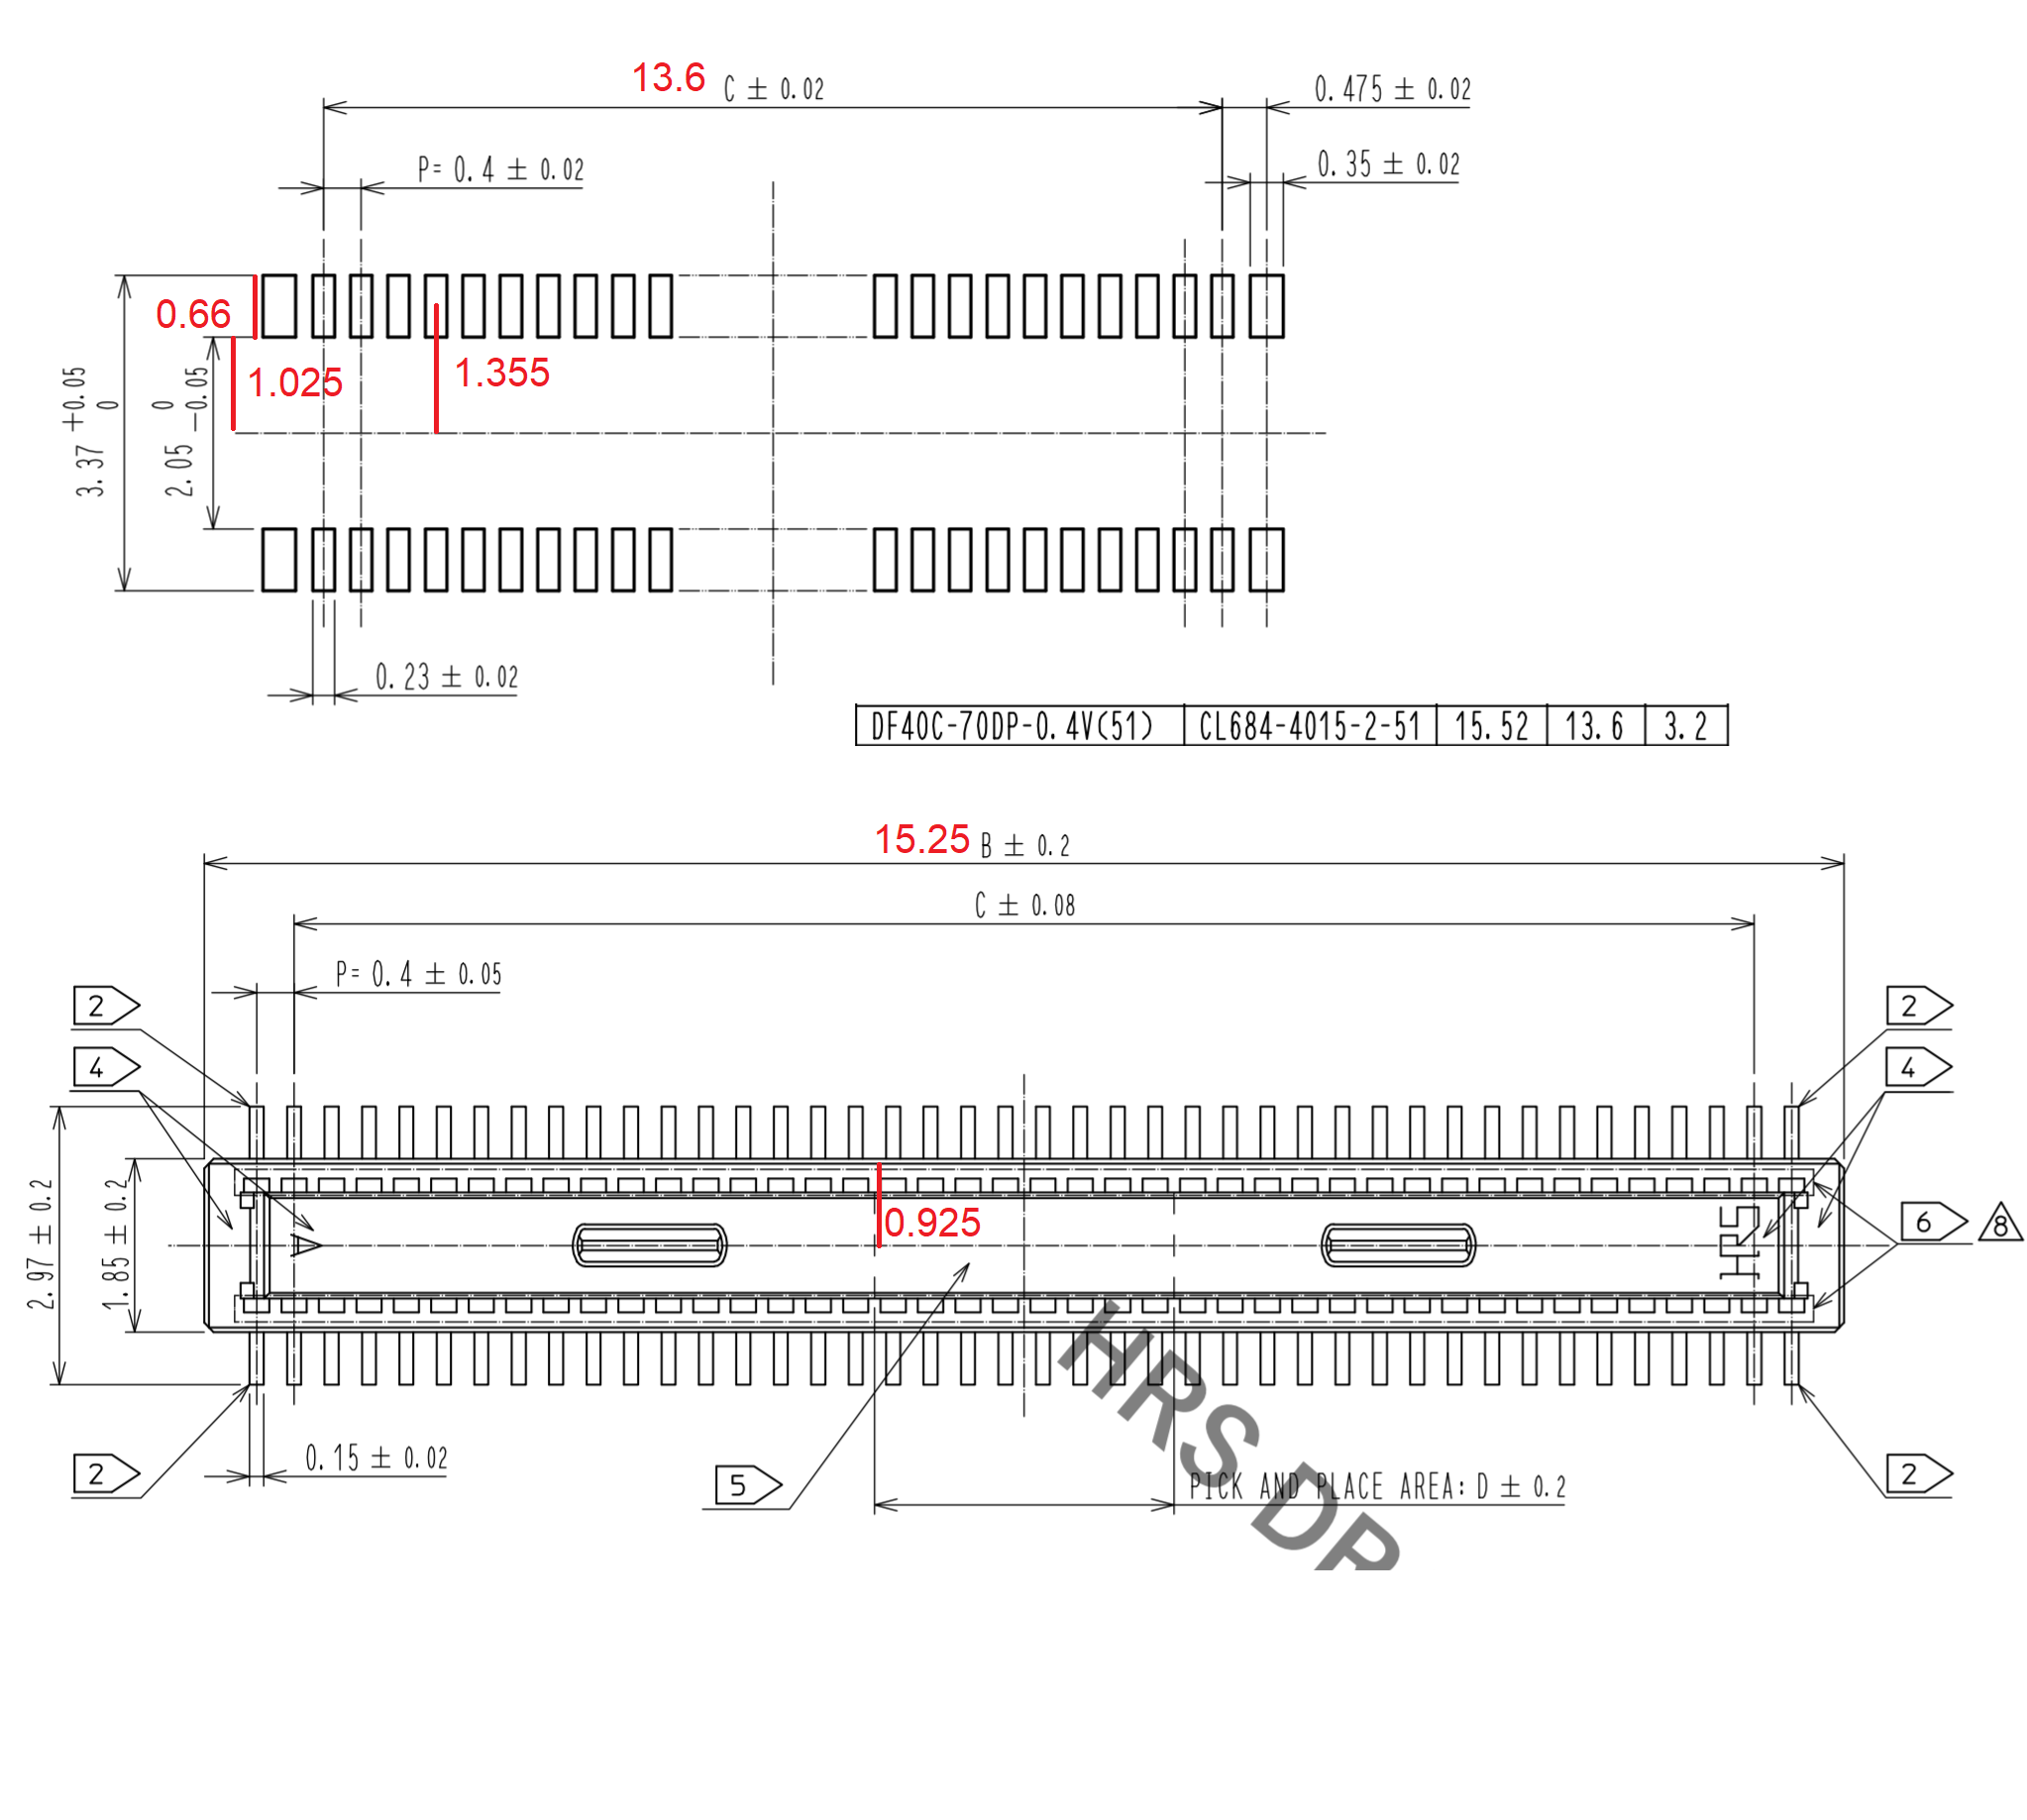 13.6 C ± 0.02
0.475 ± 0.02
P= 0.4 ± 0.02
0.35 ± 0.02
0.66
1.025
1.355
3.37 +0.05 0
2.05 0 -0.05
0.23 ± 0.02
DF40C-70DP-0.4V(51) CL684-4015-2-51 15.52 13.6 3.2
15.25 B ± 0.2
C ± 0.08
P= 0.4 ± 0.05
2
2
4
4
2.97 ± 0.2
1.85 ± 0.2
0.925
HRS
6
8
0.15 ± 0.02
2
5
PICK AND PLACE AREA: D ± 0.2
2
HRS DP